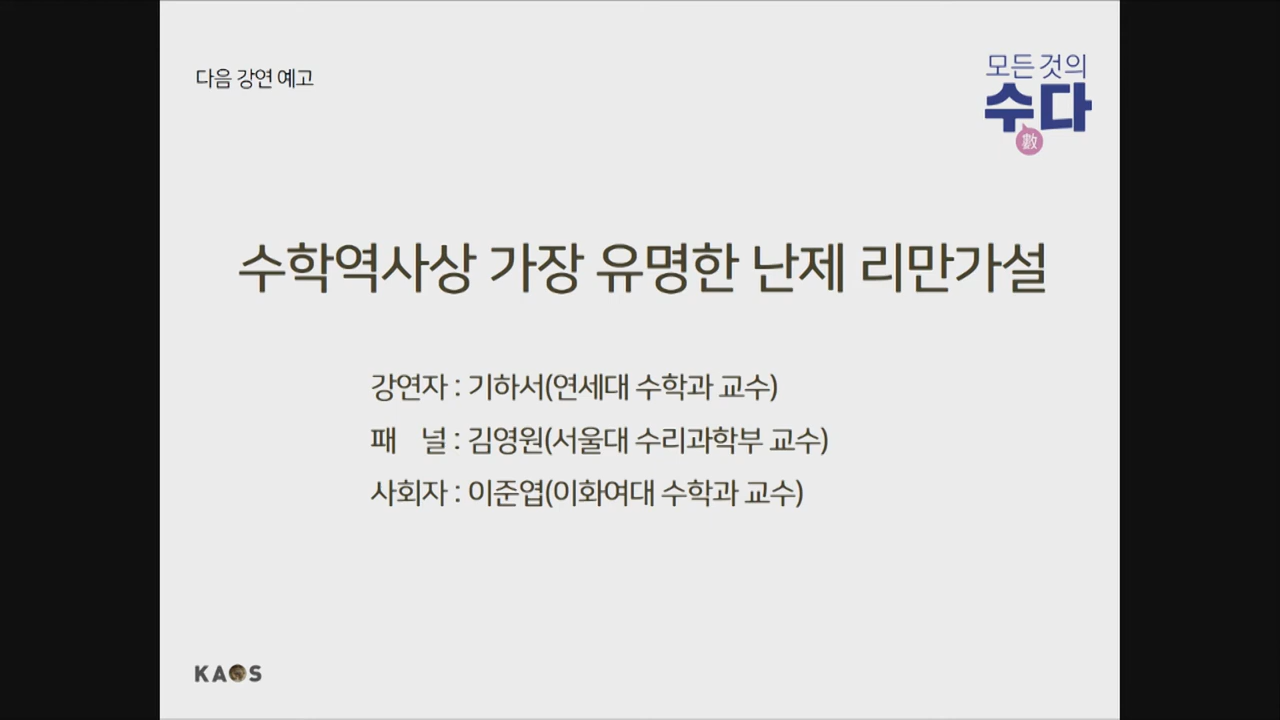 다음 강연 예고
모든 것의
수다
數
수학역사상 가장 유명한 난제 리만가설
강연자 : 기하서(연세대 수학과 교수)
패 널 : 김영원(서울대 수리과학부 교수)
사회자 : 이준엽(이화여대 수학과 교수)
KAOS